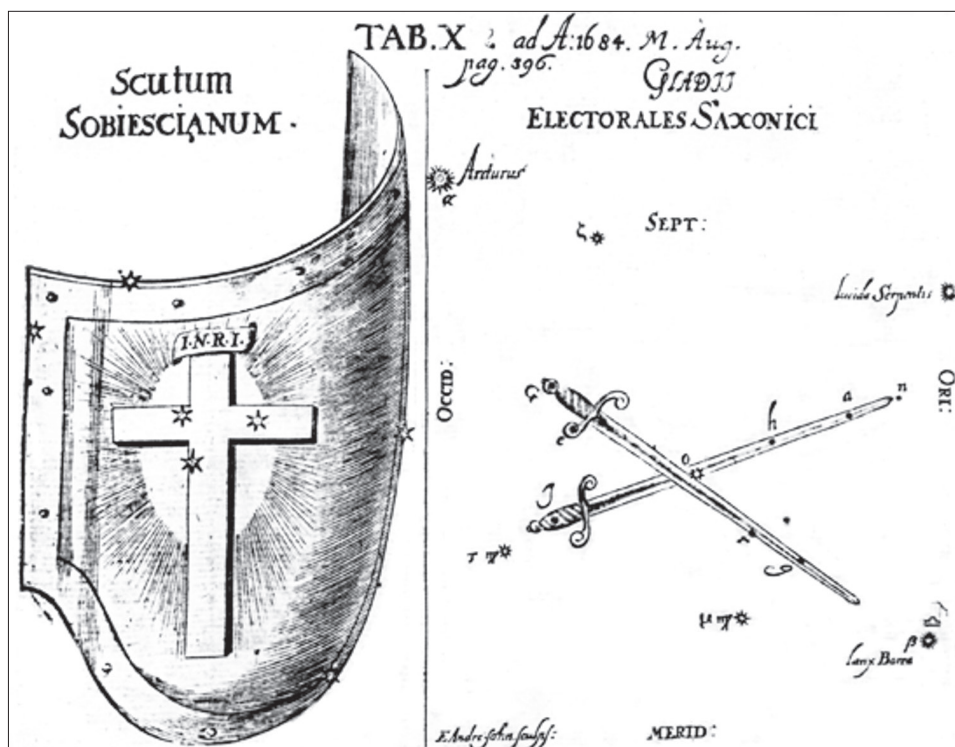 TAB. X ad A: 1684. M. Aug.
pag. 396.
Scutum
SOBIESCIANUM.
GLADII
ELECTORALES SAXONICI
Arcturus
α
ζ
SEPT:
Lucida Serpentis
I.N.R.I.
OCCID:
ORI:
G
e
n
a
h
o
J
r
g
τ ♍
μ ♍
β
Lanx Borea
MERID: